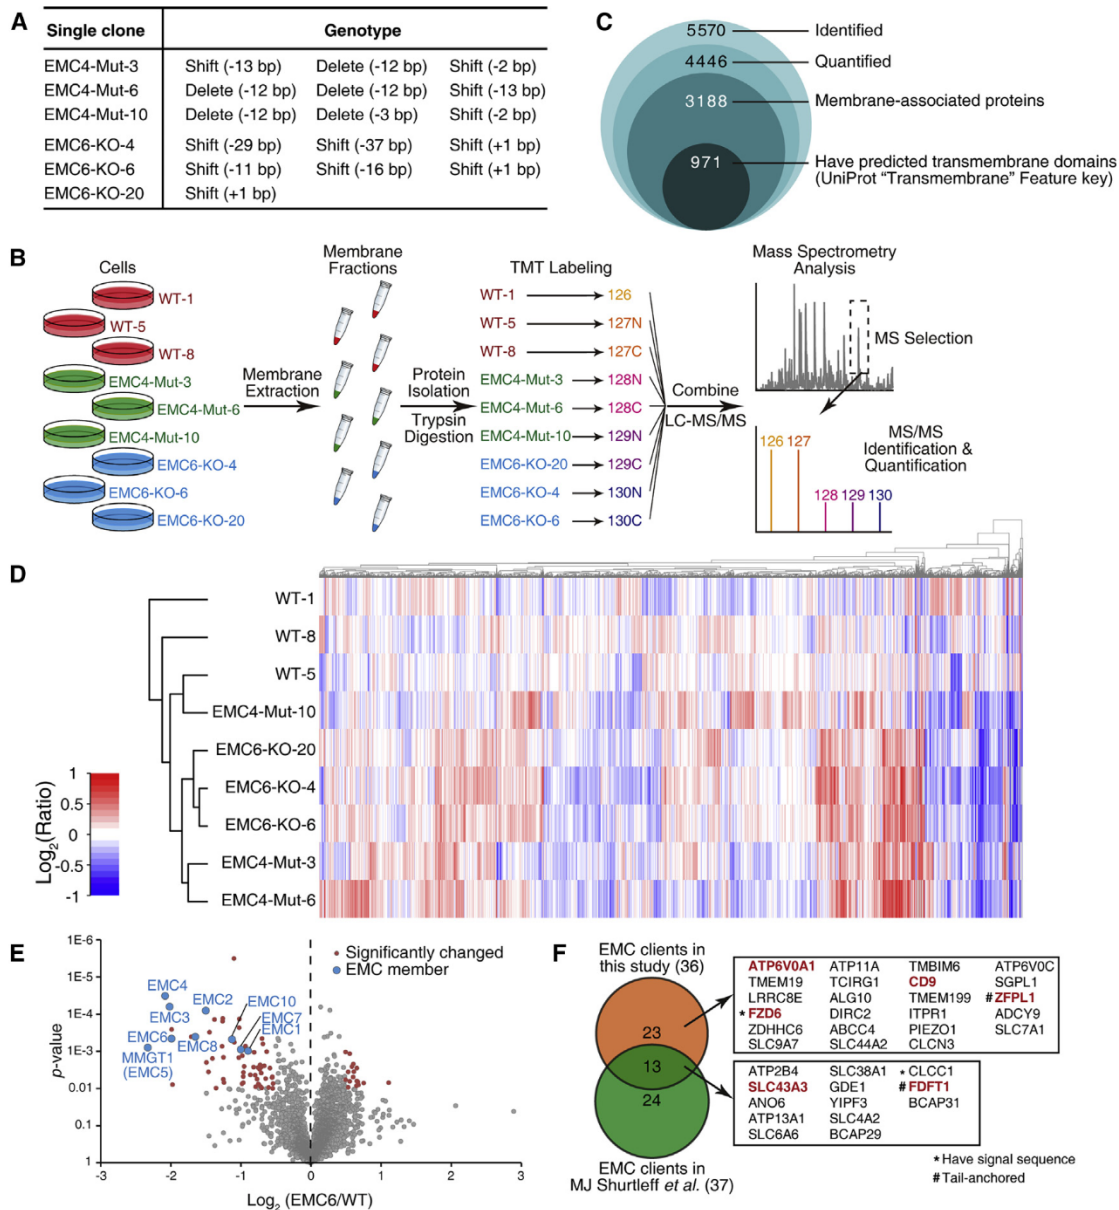 A
Single clone Genotype
EMC4-Mut-3 Shift (-13 bp) Delete (-12 bp) Shift (-2 bp)
EMC4-Mut-6 Delete (-12 bp) Delete (-12 bp) Shift (-13 bp)
EMC4-Mut-10 Delete (-12 bp) Delete (-3 bp) Shift (-2 bp)
EMC6-KO-4 Shift (-29 bp) Shift (-37 bp) Shift (+1 bp)
EMC6-KO-6 Shift (-11 bp) Shift (-16 bp) Shift (+1 bp)
EMC6-KO-20 Shift (+1 bp)
C
5570 Identified
4446 Quantified
3188 Membrane-associated proteins
971 Have predicted transmembrane domains
(UniProt “Transmembrane” Feature key)
B
Cells
WT-1
WT-5
WT-8
EMC4-Mut-3
EMC4-Mut-6
EMC4-Mut-10
EMC6-KO-4
EMC6-KO-6
EMC6-KO-20
Membrane
Extraction
Membrane
Fractions
Protein
Isolation
Trypsin
Digestion
TMT Labeling
WT-1 126
WT-5 127N
WT-8 127C
EMC4-Mut-3 128N
EMC4-Mut-6 128C
EMC4-Mut-10 129N
EMC6-KO-20 129C
EMC6-KO-4 130N
EMC6-KO-6 130C
Combine
LC-MS/MS
Mass Spectrometry
Analysis
MS Selection
MS/MS
Identification &
Quantification
126 127
128 129 130
D
WT-1
WT-8
WT-5
EMC4-Mut-10
EMC6-KO-20
EMC6-KO-4
EMC6-KO-6
EMC4-Mut-3
EMC4-Mut-6
Log2(Ratio)
1
0.5
0
-0.5
-1
E
p-value
1E-6
1E-5
1E-4
1E-3
0.01
0.1
1
Significantly changed
EMC member
EMC4
EMC3
EMC2
EMC10
EMC7
EMC1
EMC6
EMC8
MMGT1
(EMC5)
-3 -2 -1 0 1 2 3
Log2 (EMC6/WT)
F
EMC clients in
this study (36)
23
13
24
EMC clients in
MJ Shurtleff et al. (37)
ATP6V0A1 ATP11A TMBIM6 ATP6V0C
TMEM19 TCIRG1 CD9 SGPL1
LRRC8E ALG10 TMEM199 #ZFPL1
*FZD6 DIRC2 ITPR1 ADCY9
ZDHHC6 ABCC4 PIEZO1 SLC7A1
SLC9A7 SLC44A2 CLCN3
ATP2B4 SLC38A1 *CLCC1
SLC43A3 GDE1 #FDFT1
ANO6 YIPF3 BCAP31
ATP13A1 SLC4A2
SLC6A6 BCAP29
*Have signal sequence
#Tail-anchored